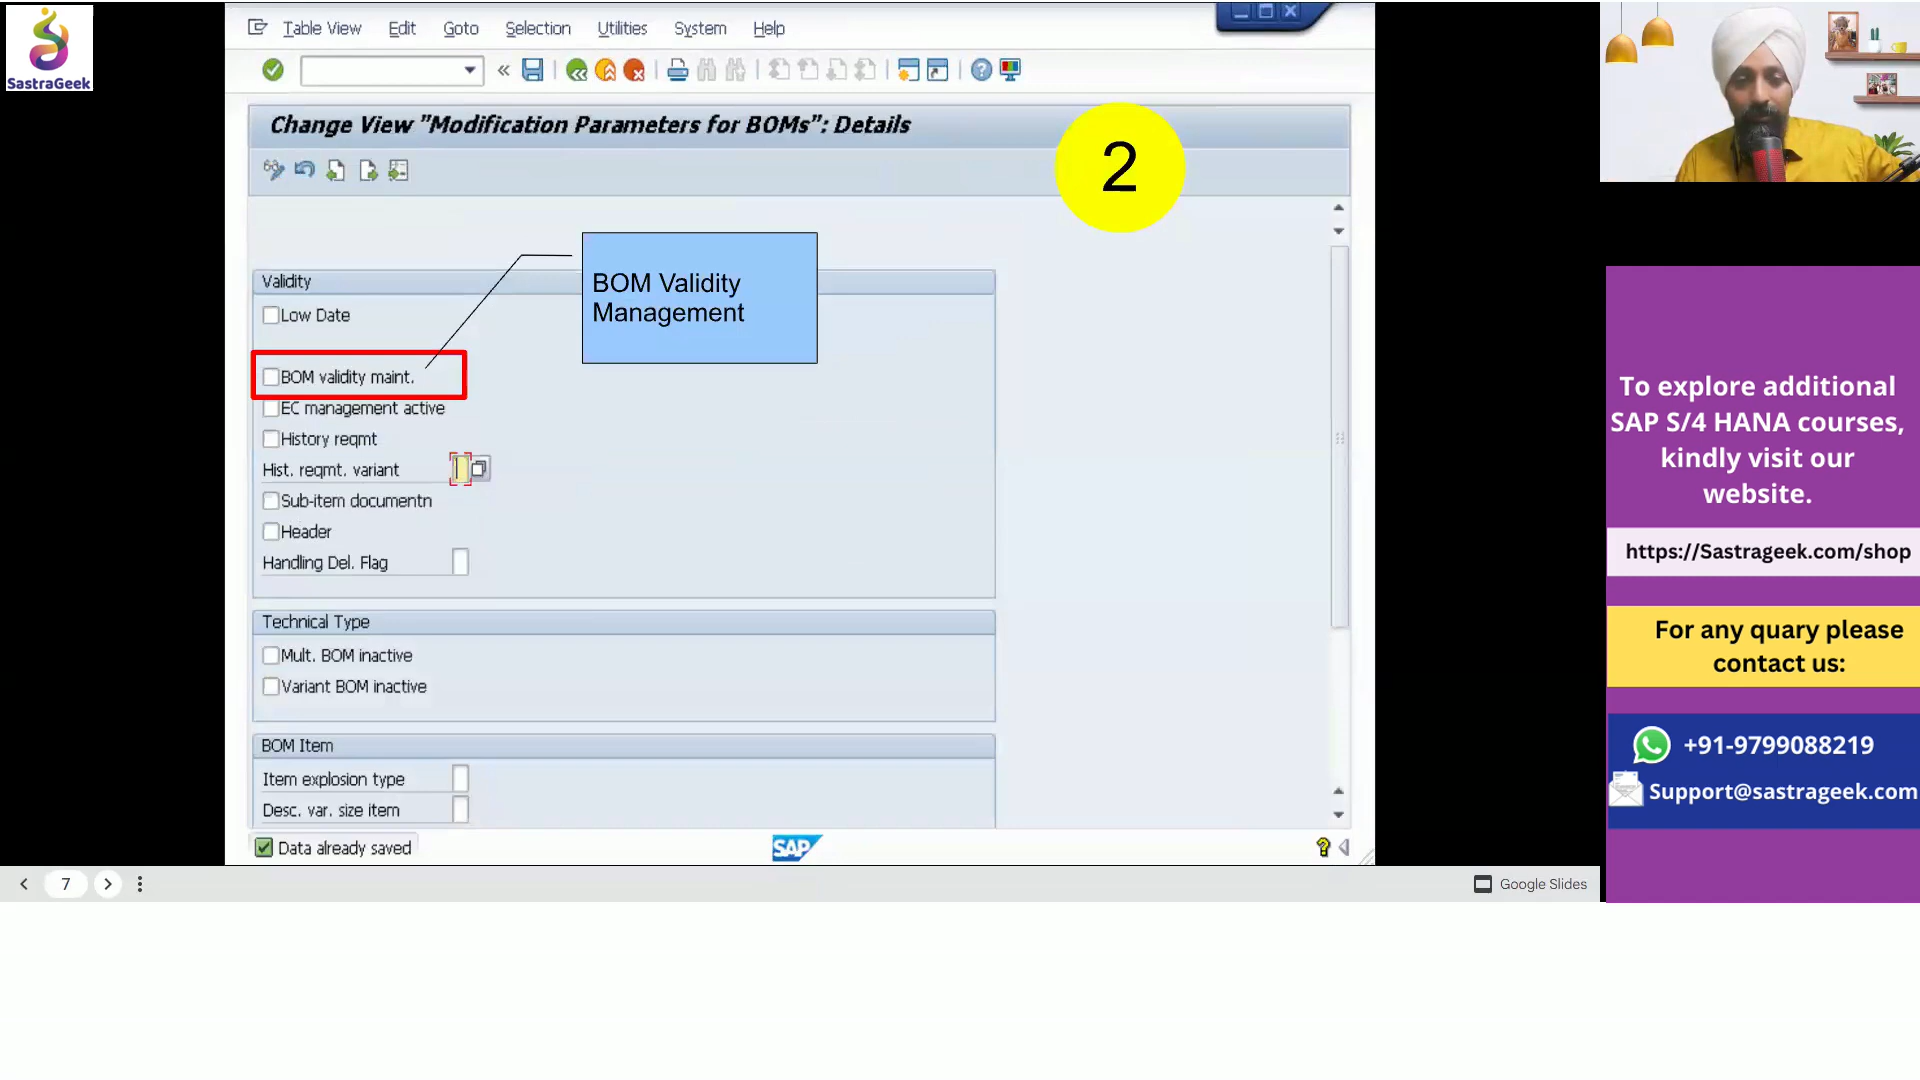 SastraGeek
Table View Edit Goto Selection Utilities System Help
Change View "Modification Parameters for BOMs": Details
2
BOM Validity
Management
Validity
Low Date
BOM validity maint.
EC management active
History reqmt
Hist. reqmt. variant
Sub-item documentn
Header
Handling Del. Flag
Technical Type
Mult. BOM inactive
Variant BOM inactive
BOM Item
Item explosion type
Desc. var. size item
Data already saved
SAP
7
Google Slides
To explore additional
SAP S/4 HANA courses,
kindly visit our
website.
https://Sastrageek.com/shop
For any quary please
contact us:
+91-9799088219
Support@sastrageek.com